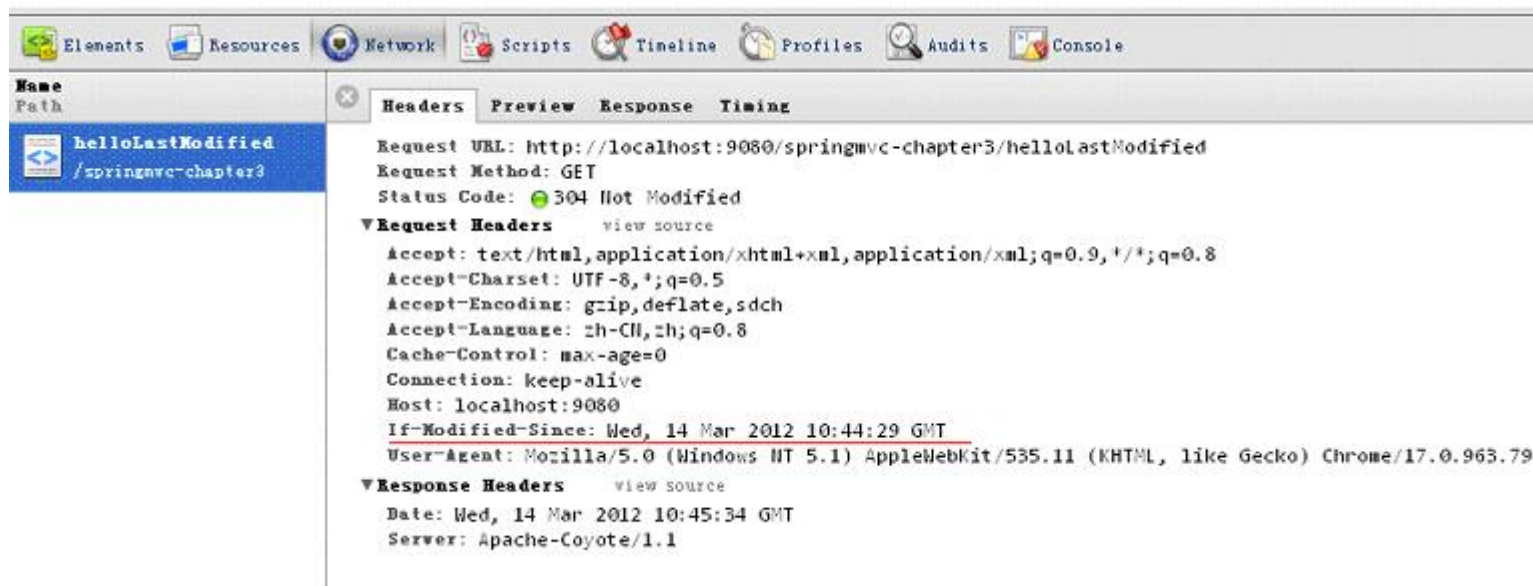 Elements Resources Network Scripts Timeline Profiles Audits Console
Name
Path
helloLastModified
/springmvc-chapter3
Headers Preview Response Timing
Request URL: http://localhost:9080/springmvc-chapter3/helloLastModified
Request Method: GET
Status Code: 304 Not Modified
Request Headers view source
Accept: text/html,application/xhtml+xml,application/xml;q=0.9,*/*;q=0.8
Accept-Charset: UTF-8,*;q=0.5
Accept-Encoding: gzip,deflate,sdch
Accept-Language: zh-CN,zh;q=0.8
Cache-Control: max-age=0
Connection: keep-alive
Host: localhost:9080
If-Modified-Since: Wed, 14 Mar 2012 10:44:29 GMT
User-Agent: Mozilla/5.0 (Windows NT 5.1) AppleWebKit/535.11 (KHTML, like Gecko) Chrome/17.0.963.79
Response Headers view source
Date: Wed, 14 Mar 2012 10:45:34 GMT
Server: Apache-Coyote/1.1